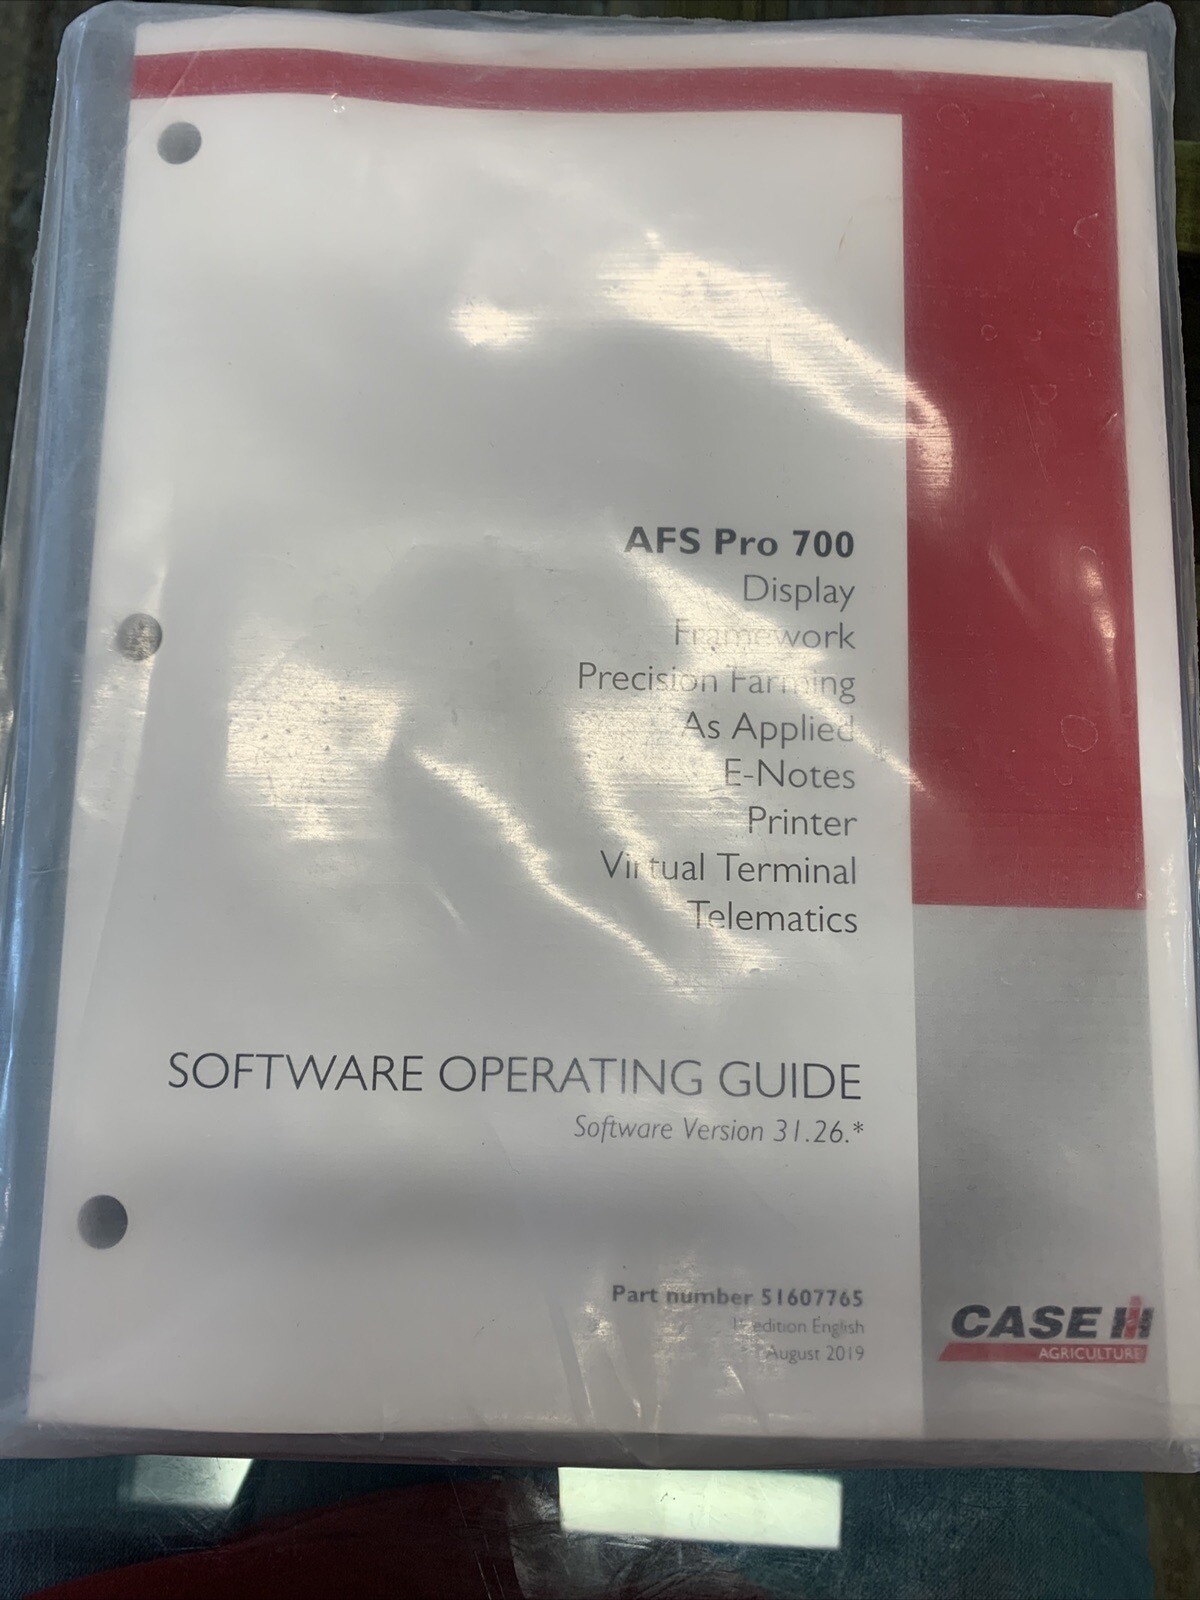 AFS Pro 700
Display
Framework
Precision Farming
As Applied
E-Notes
Printer
Virtual Terminal
Telematics
SOFTWARE OPERATING GUIDE
Software Version 31.26.*
Part number 51607765
edition English
August 2019
CASE IH
AGRICULTURE